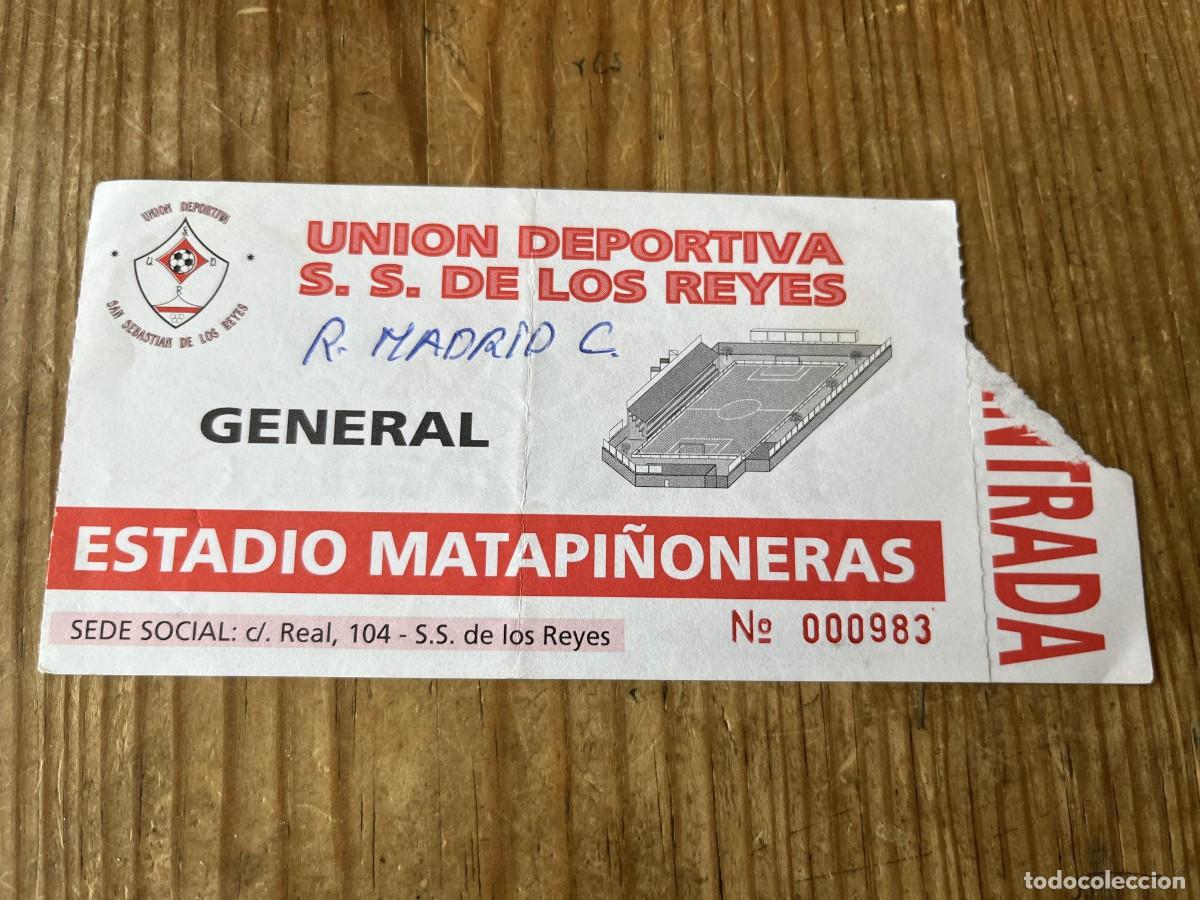 UNION DEPORTIVA
S
U D
R
SAN SEBASTIAN DE LOS REYES
UNION DEPORTIVA
S. S. DE LOS REYES
R. MADRID C.
GENERAL
ESTADIO MATAPIÑONERAS
SEDE SOCIAL: c/. Real, 104 - S.S. de los Reyes
Nº 000983
NTRADA
todocoleccion